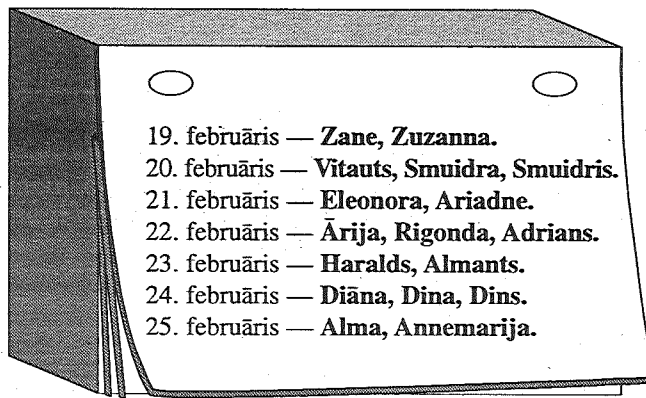 19. februāris — Zane, Zuzanna.
20. februāris — Vitauts, Smuidra, Smuidris.
21. februāris — Eleonora, Ariadne.
22. februāris — Ārija, Rigonda, Adrians.
23. februāris — Haralds, Almants.
24. februāris — Diāna, Dina, Dins.
25. februāris — Alma, Annemarija.